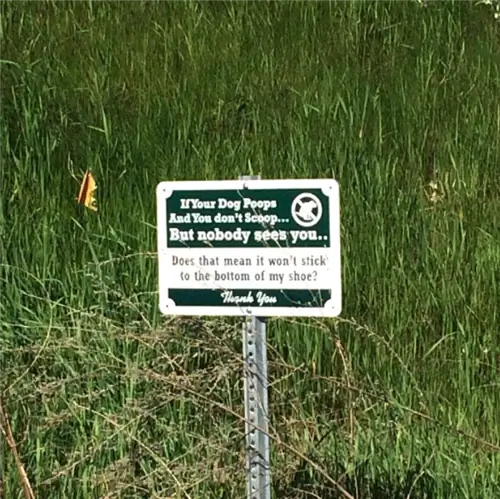 If Your Dog Poops
And You don't Scoop...
But nobody sees you..
Does that mean it won't stick
to the bottom of my shoe?
Thank You